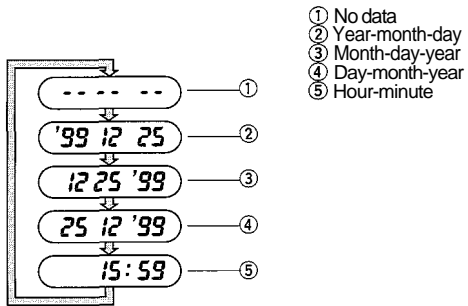 ① No data
② Year-month-day
③ Month-day-year
④ Day-month-year
⑤ Hour-minute
-- -- -- ①
'99 12 25 ②
12 25 '99 ③
25 12 '99 ④
15:59 ⑤